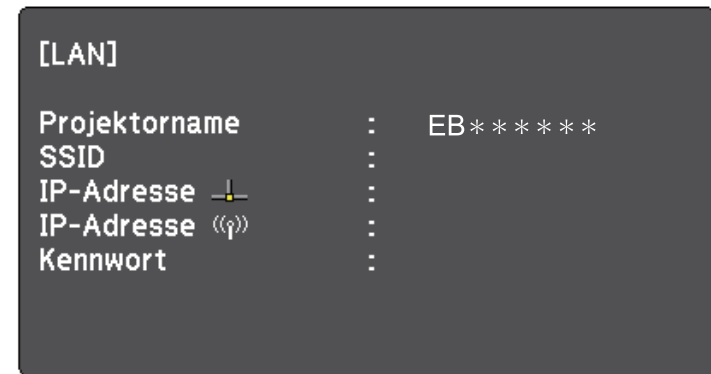 [LAN]
Projektorname : EB******
SSID :
IP-Adresse :
IP-Adresse :
Kennwort :